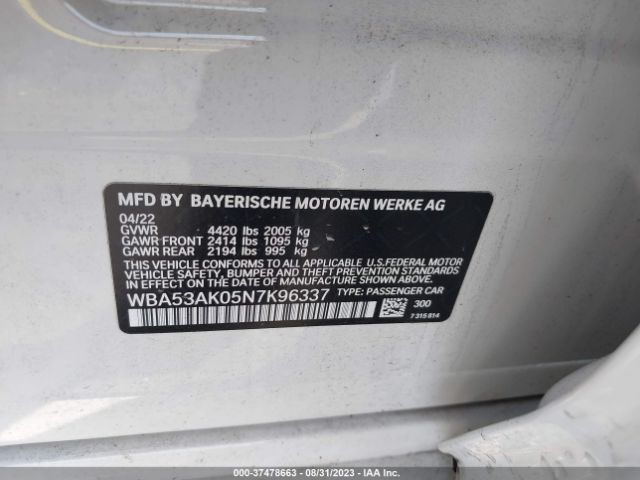 MFD BY BAYERISCHE MOTOREN WERKE AG
04/22
GVWR 4420 lbs 2005 kg
GAWR FRONT 2414 lbs 1095 kg
GAWR REAR 2194 lbs 995 kg
THIS VEHICLE CONFORMS TO ALL APPLICABLE U.S.FEDERAL MOTOR
VEHICLE SAFETY, BUMPER AND THEFT PREVENTION STANDARDS
IN EFFECT ON THE DATE OF MANUFACTURE SHOWN ABOVE.
WBA53AK05N7K96337 TYPE: PASSENGER CAR
300
7 315 814
000-37478663 - 08/31/2023 - IAA Inc.